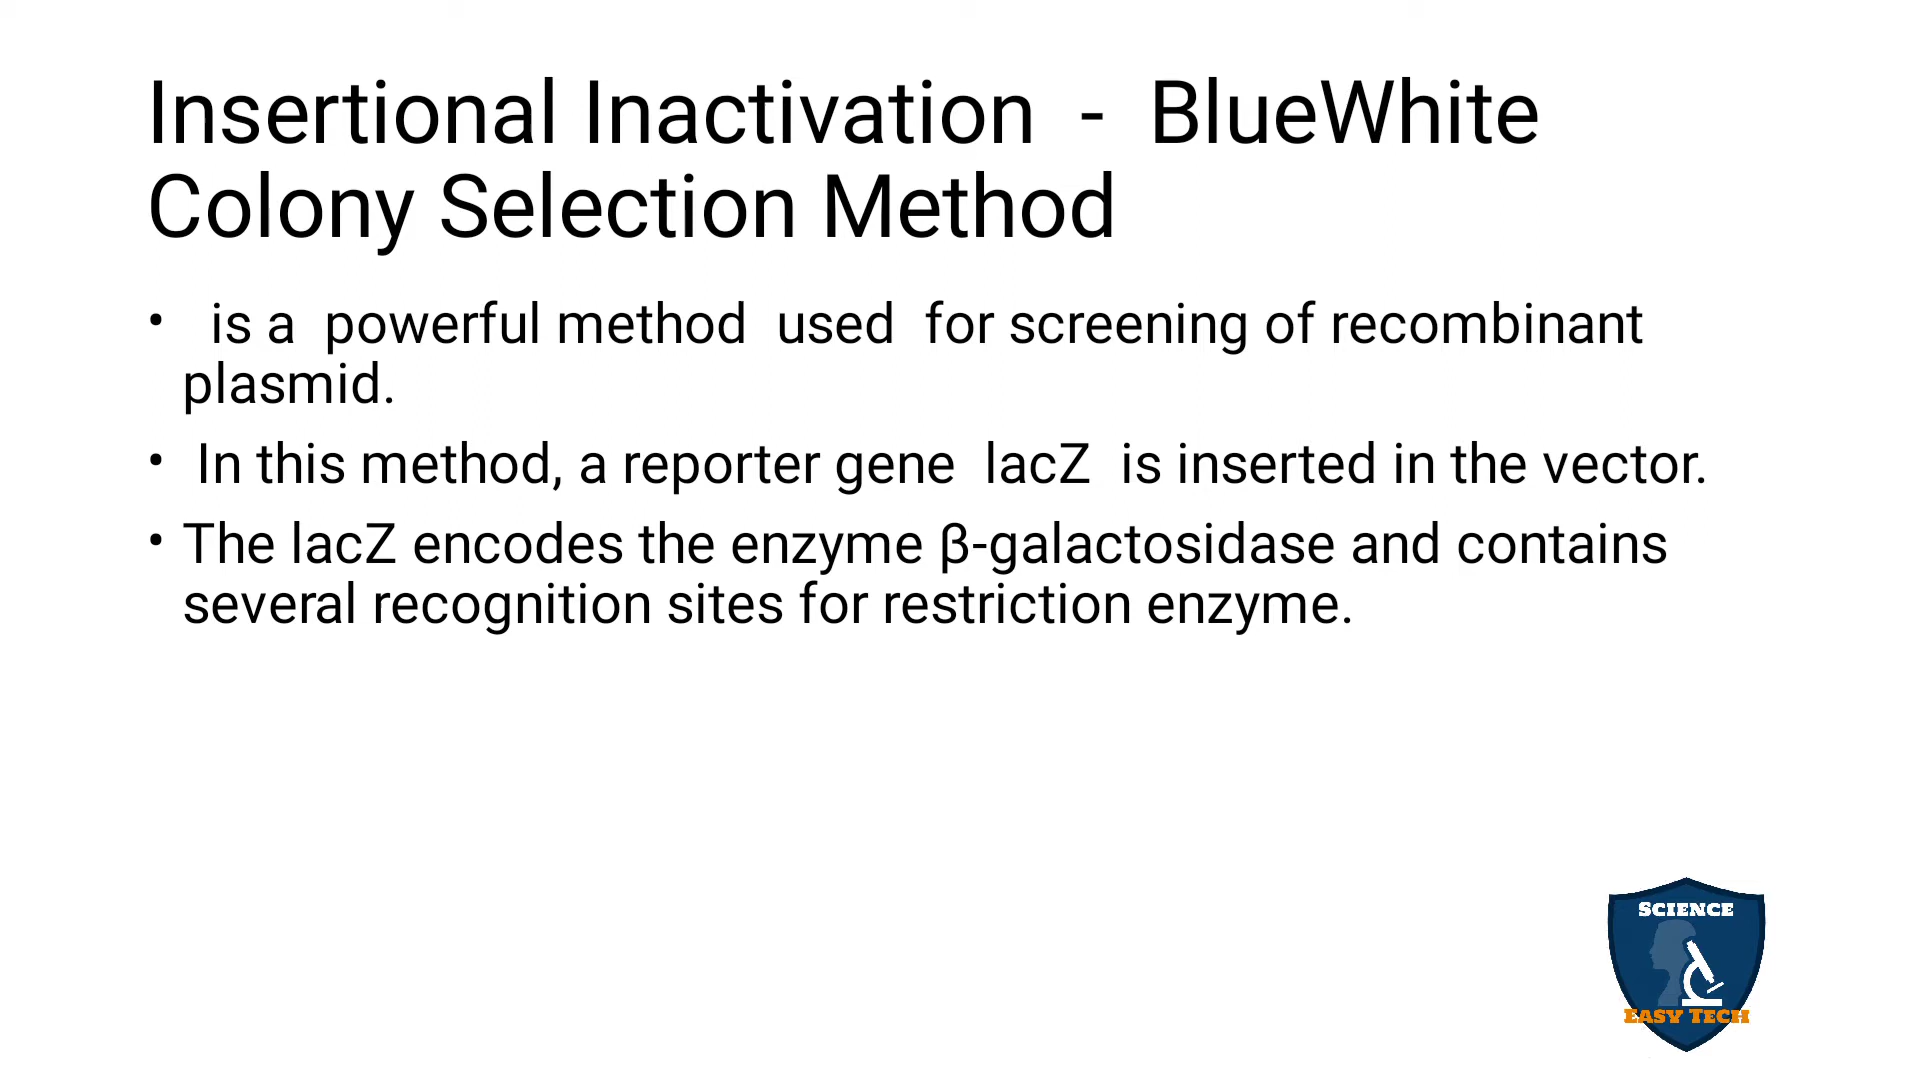 Insertional Inactivation - BlueWhite
Colony Selection Method
• is a powerful method used for screening of recombinant
plasmid.
• In this method, a reporter gene lacZ is inserted in the vector.
• The lacZ encodes the enzyme β-galactosidase and contains
several recognition sites for restriction enzyme.
SCIENCE
EASY TECH